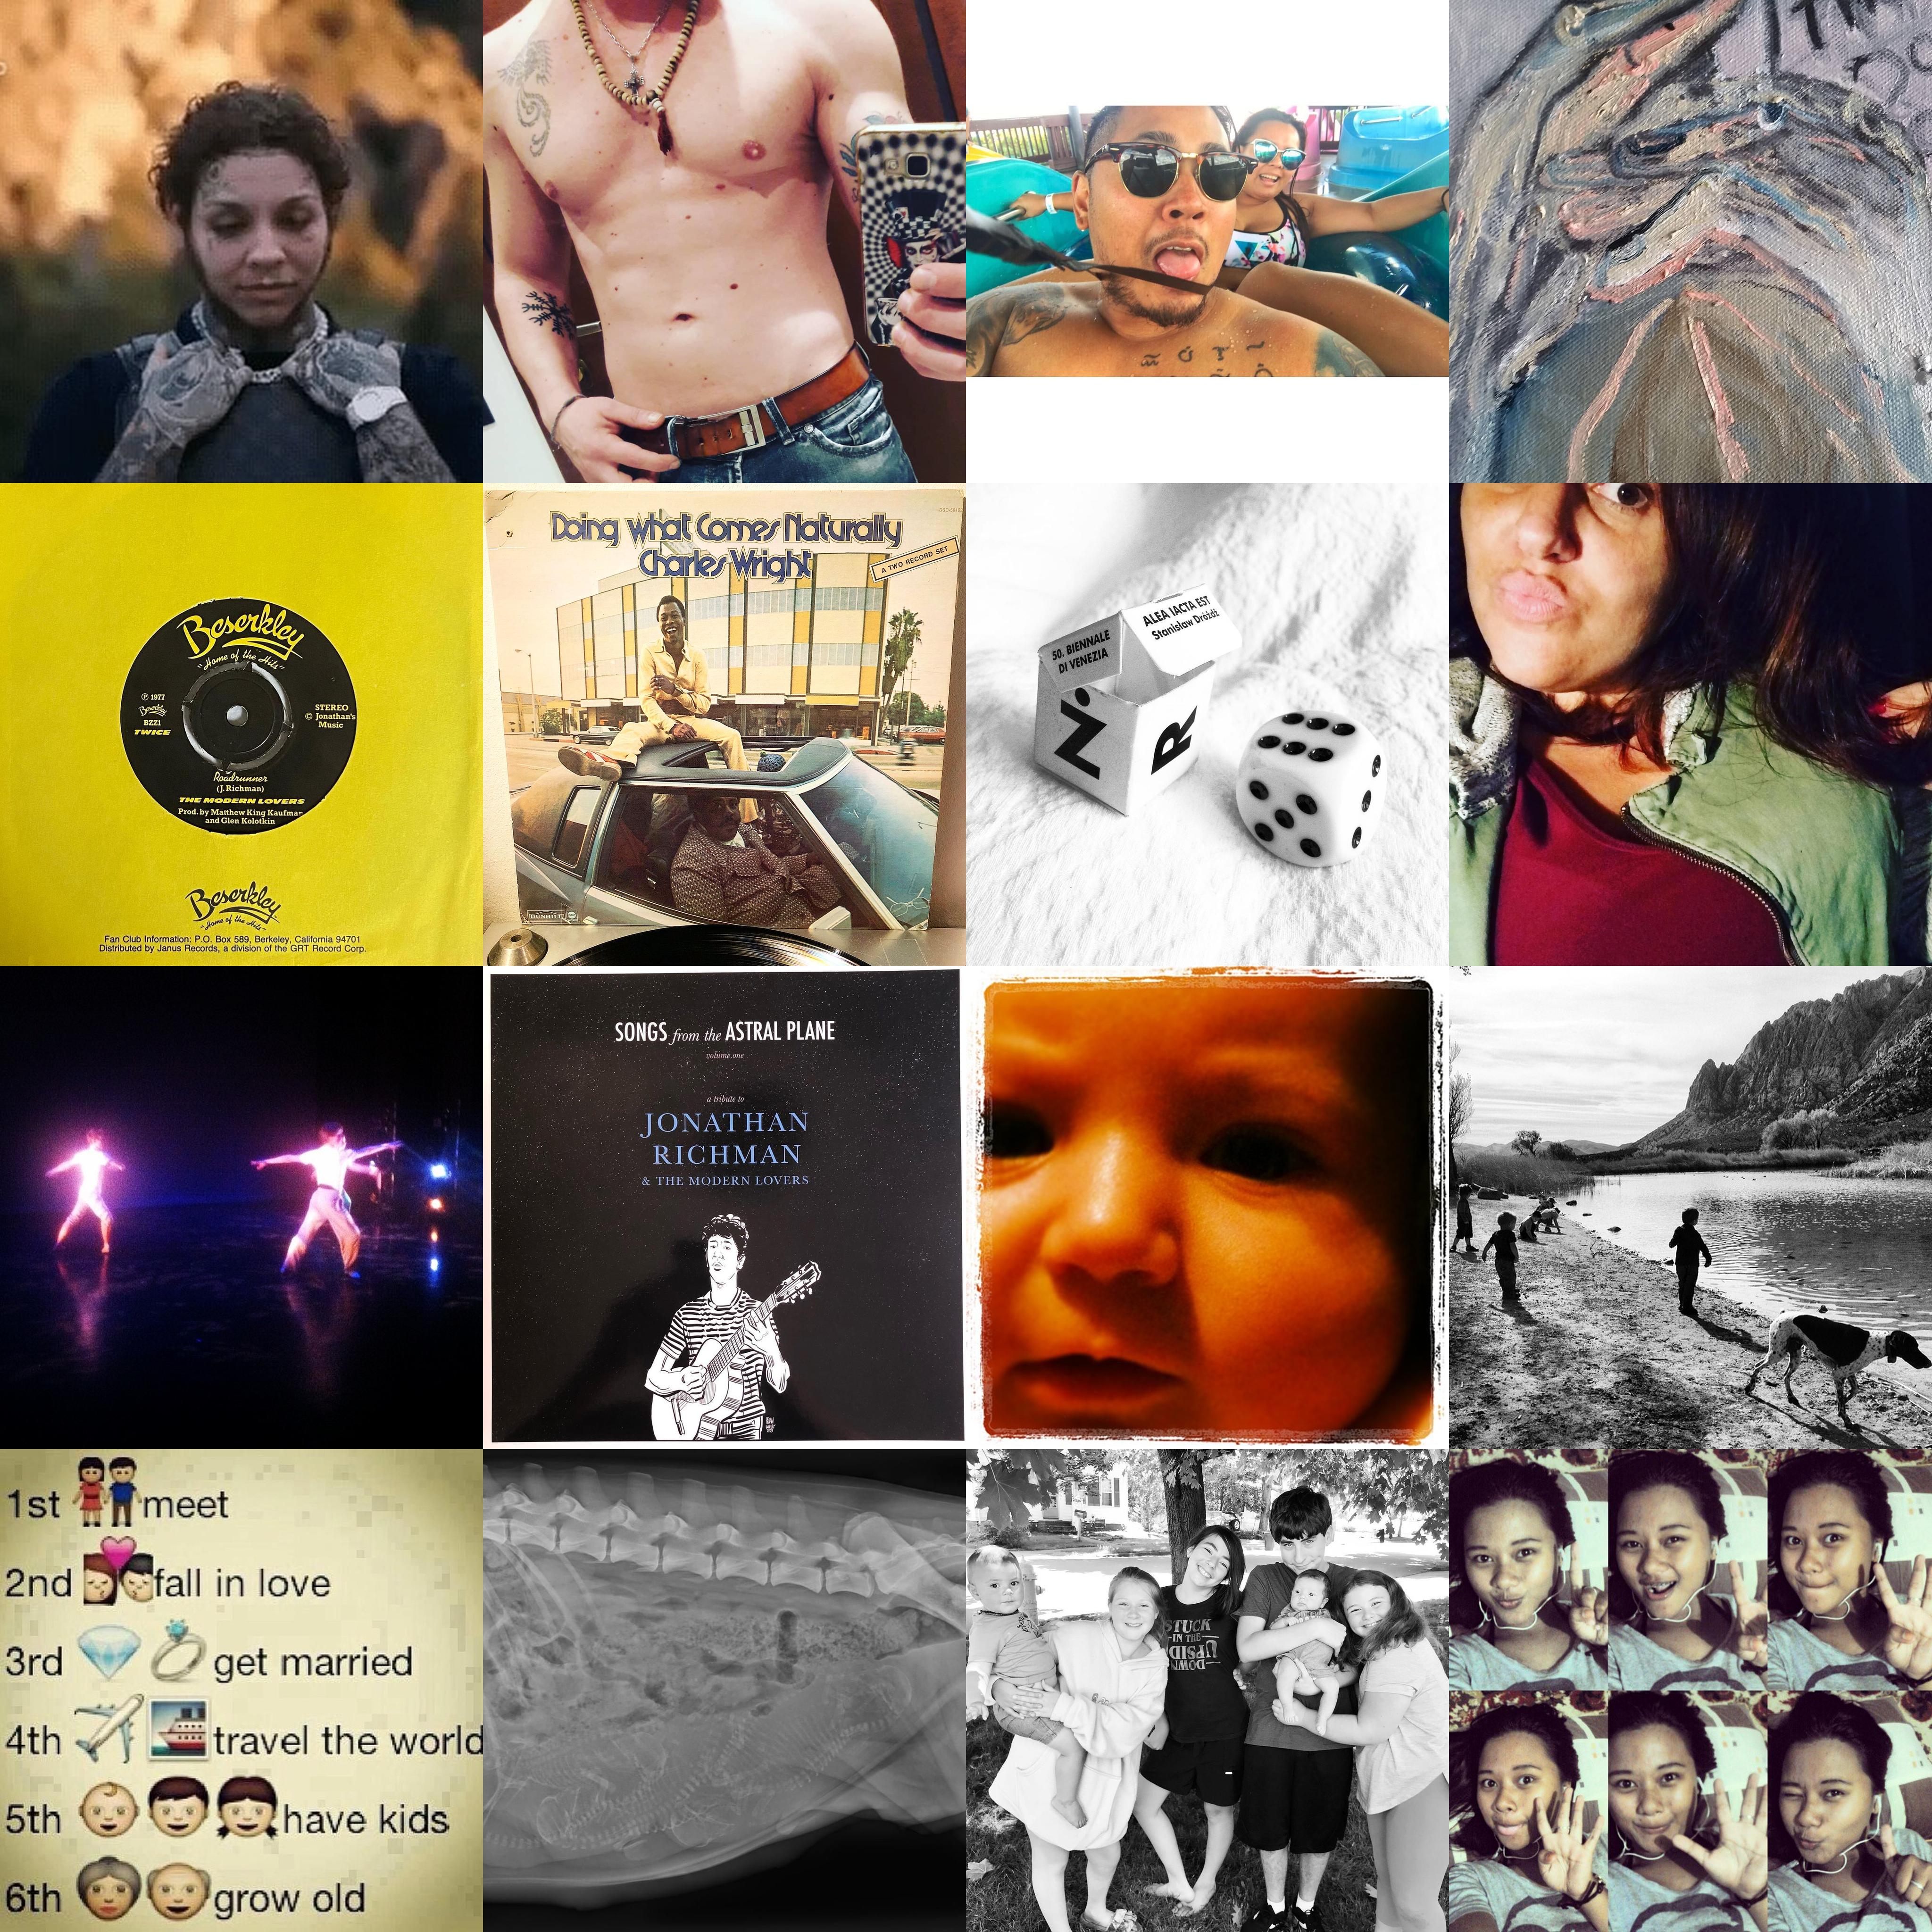 Beserkley
"Home of the Hits"
℗ 1977
Beserkley
BZZ1
TWICE
STEREO
© Jonathan's
Music
Roadrunner
(J. Richman)
THE MODERN LOVERS
Prod. by Matthew King Kaufman
and Glen Kolotkin
Beserkley
"Home of the Hits"
Fan Club Information: P.O. Box 589, Berkeley, California 94701
Distributed by Janus Records, a division of the GRT Record Corp.
Doing what Comes Naturally
Charles Wright
A TWO RECORD SET
DUNHILL
50. BIENNALE
DI VENEZIA
ALEA IACTA EST
Stanisław Dróżdż
N.
R
SONGS from the ASTRAL PLANE
volume one
a tribute to
JONATHAN
RICHMAN
& THE MODERN LOVERS
1st meet
2nd fall in love
3rd get married
4th travel the world
5th have kids
6th grow old
STUCK
IN THE
UPSIDE
DOWN